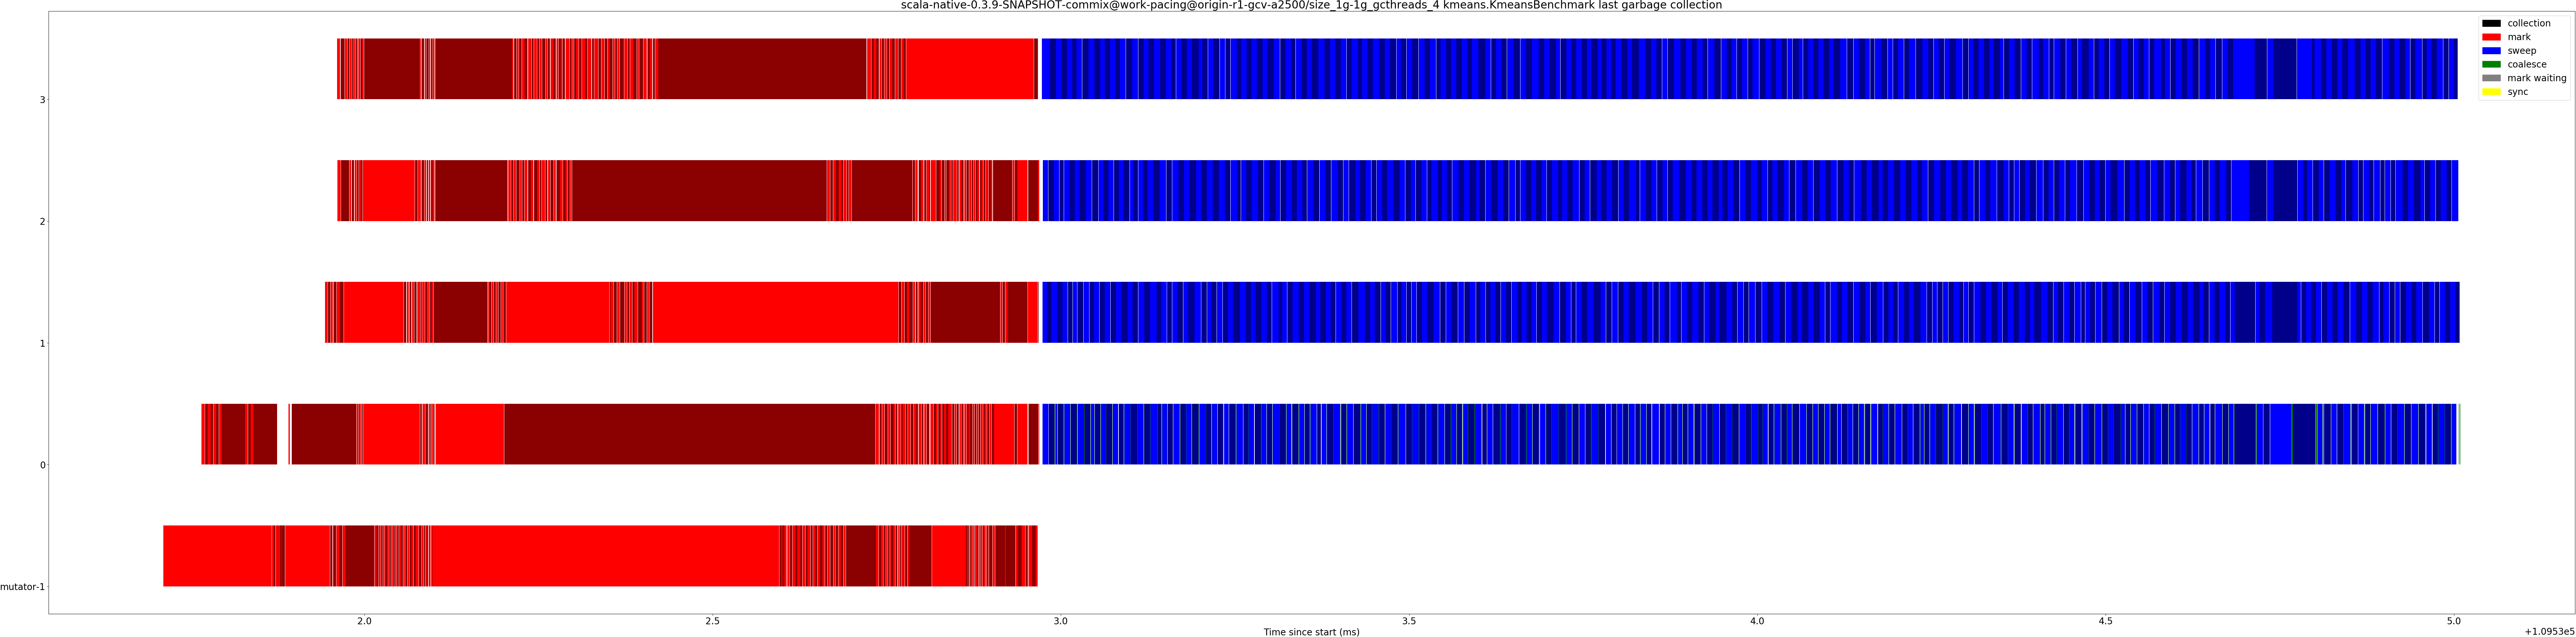 scala-native-0.3.9-SNAPSHOT-commix@work-pacing@origin-r1-gcv-a2500/size_1g-1g_gcthreads_4 kmeans.KmeansBenchmark last garbage collection
collection
mark
sweep
coalesce
mark waiting
sync
3
2
1
0
mutator-1
2.0 2.5 3.0 3.5 4.0 4.5 5.0
Time since start (ms)
+1.0953e5